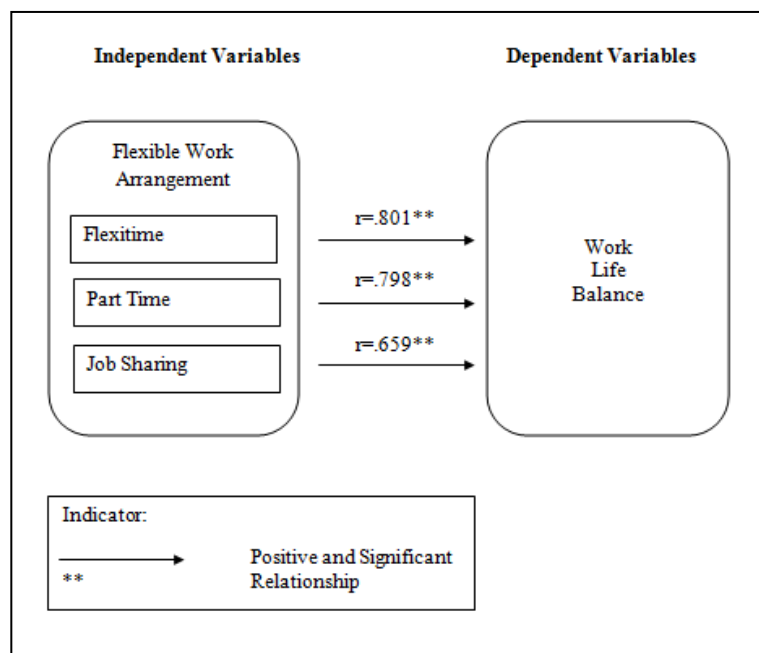 Independent Variables
Dependent Variables
Flexible Work
Arrangement
Flexitime
Part Time
Job Sharing
r=.801**
r=.798**
r=.659**
Work
Life
Balance
Indicator:
Positive and Significant
** Relationship